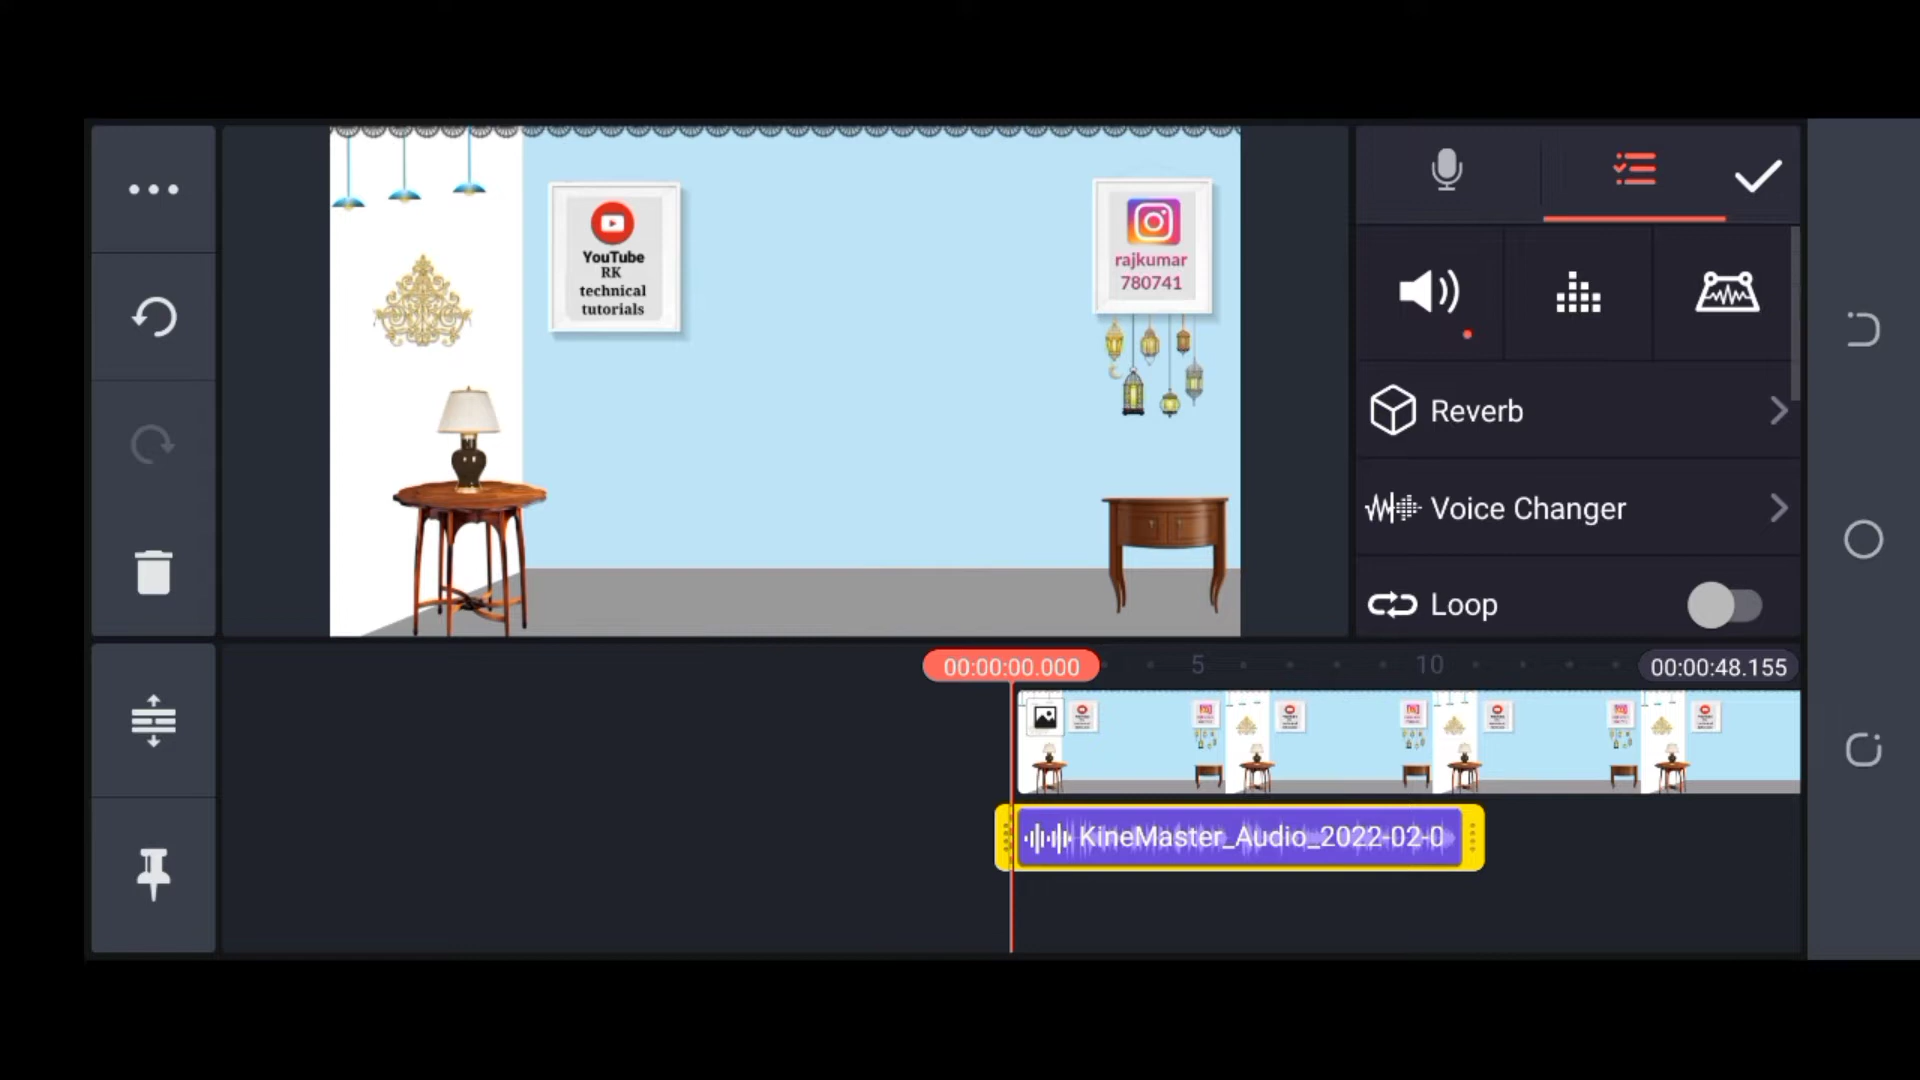 YouTube
RK
technical
tutorials
rajkumar
780741
Reverb
Voice Changer
Loop
00:00:00.000
5
10
00:00:48.155
KineMaster_Audio_2022-02-0